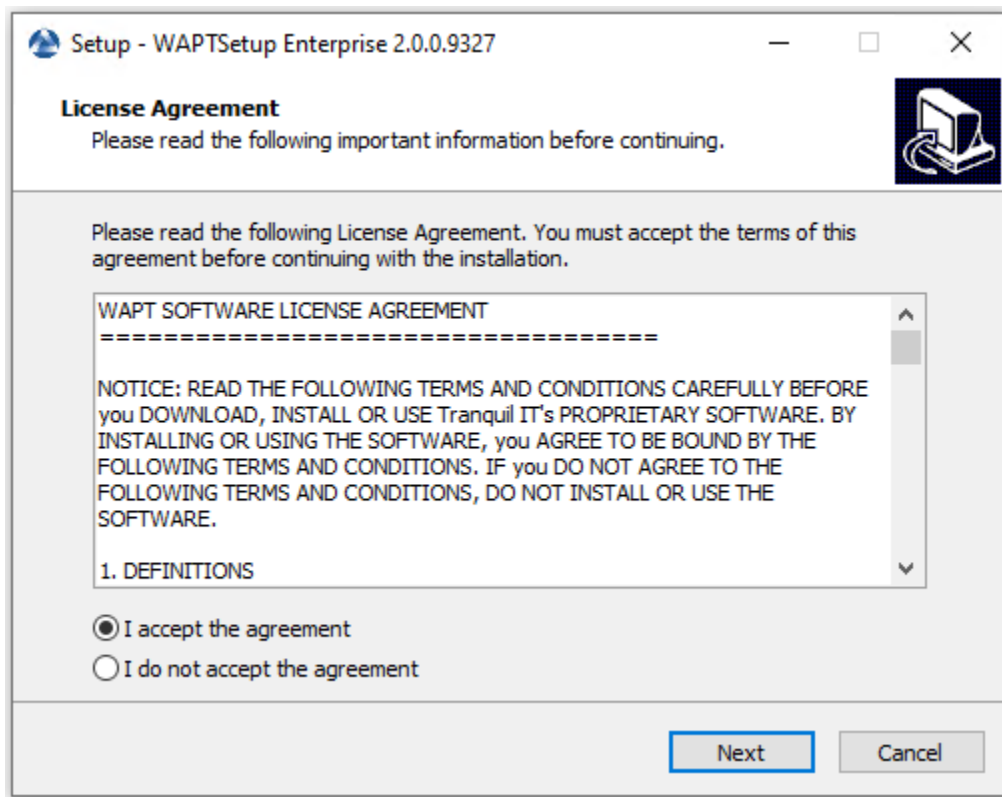 Setup - WAPTSetup Enterprise 2.0.0.9327
License Agreement
Please read the following important information before continuing.
Please read the following License Agreement. You must accept the terms of this
agreement before continuing with the installation.
WAPT SOFTWARE LICENSE AGREEMENT
===================================
NOTICE: READ THE FOLLOWING TERMS AND CONDITIONS CAREFULLY BEFORE
you DOWNLOAD, INSTALL OR USE Tranquil IT's PROPRIETARY SOFTWARE. BY
INSTALLING OR USING THE SOFTWARE, you AGREE TO BE BOUND BY THE
FOLLOWING TERMS AND CONDITIONS. IF you DO NOT AGREE TO THE
FOLLOWING TERMS AND CONDITIONS, DO NOT INSTALL OR USE THE
SOFTWARE.
1. DEFINITIONS
I accept the agreement
I do not accept the agreement
Next Cancel